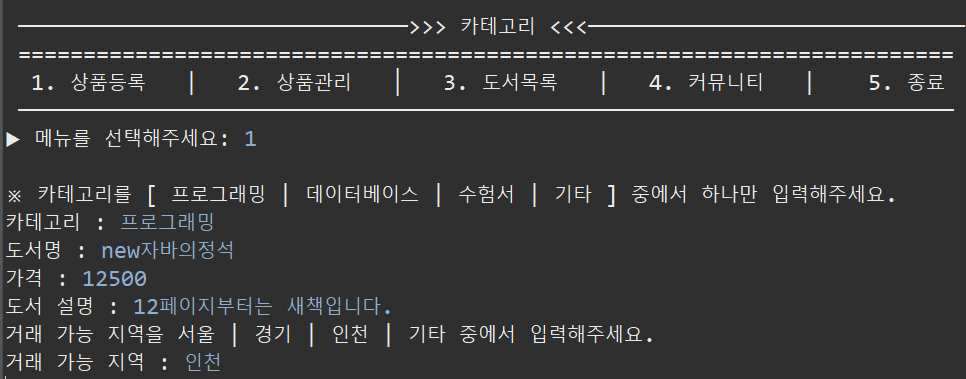 >>> 카테고리 <<<
=========================================================================
1. 상품등록 | 2. 상품관리 | 3. 도서목록 | 4. 커뮤니티 | 5. 종료
▶ 메뉴를 선택해주세요: 1
※ 카테고리를 [ 프로그래밍 | 데이터베이스 | 수험서 | 기타 ] 중에서 하나만 입력해주세요.
카테고리 : 프로그래밍
도서명 : new자바의정석
가격 : 12500
도서 설명 : 12페이지부터는 새책입니다.
거래 가능 지역을 서울 | 경기 | 인천 | 기타 중에서 입력해주세요.
거래 가능 지역 : 인천